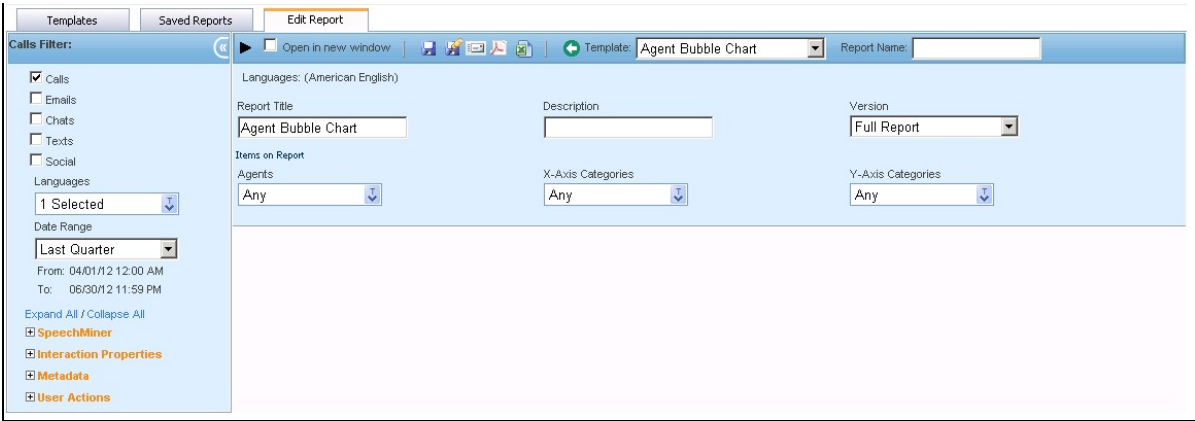 Templates
Saved Reports
Edit Report
Calls Filter:
Calls
Emails
Chats
Texts
Social
Languages
1 Selected
Date Range
Last Quarter
From: 04/01/12 12:00 AM
To: 06/30/12 11:59 PM
Expand All / Collapse All
SpeechMiner
Interaction Properties
Metadata
User Actions
Open in new window
Template: Agent Bubble Chart
Report Name:
Languages: (American English)
Report Title
Description
Version
Agent Bubble Chart
Full Report
Items on Report
Agents
X-Axis Categories
Y-Axis Categories
Any
Any
Any